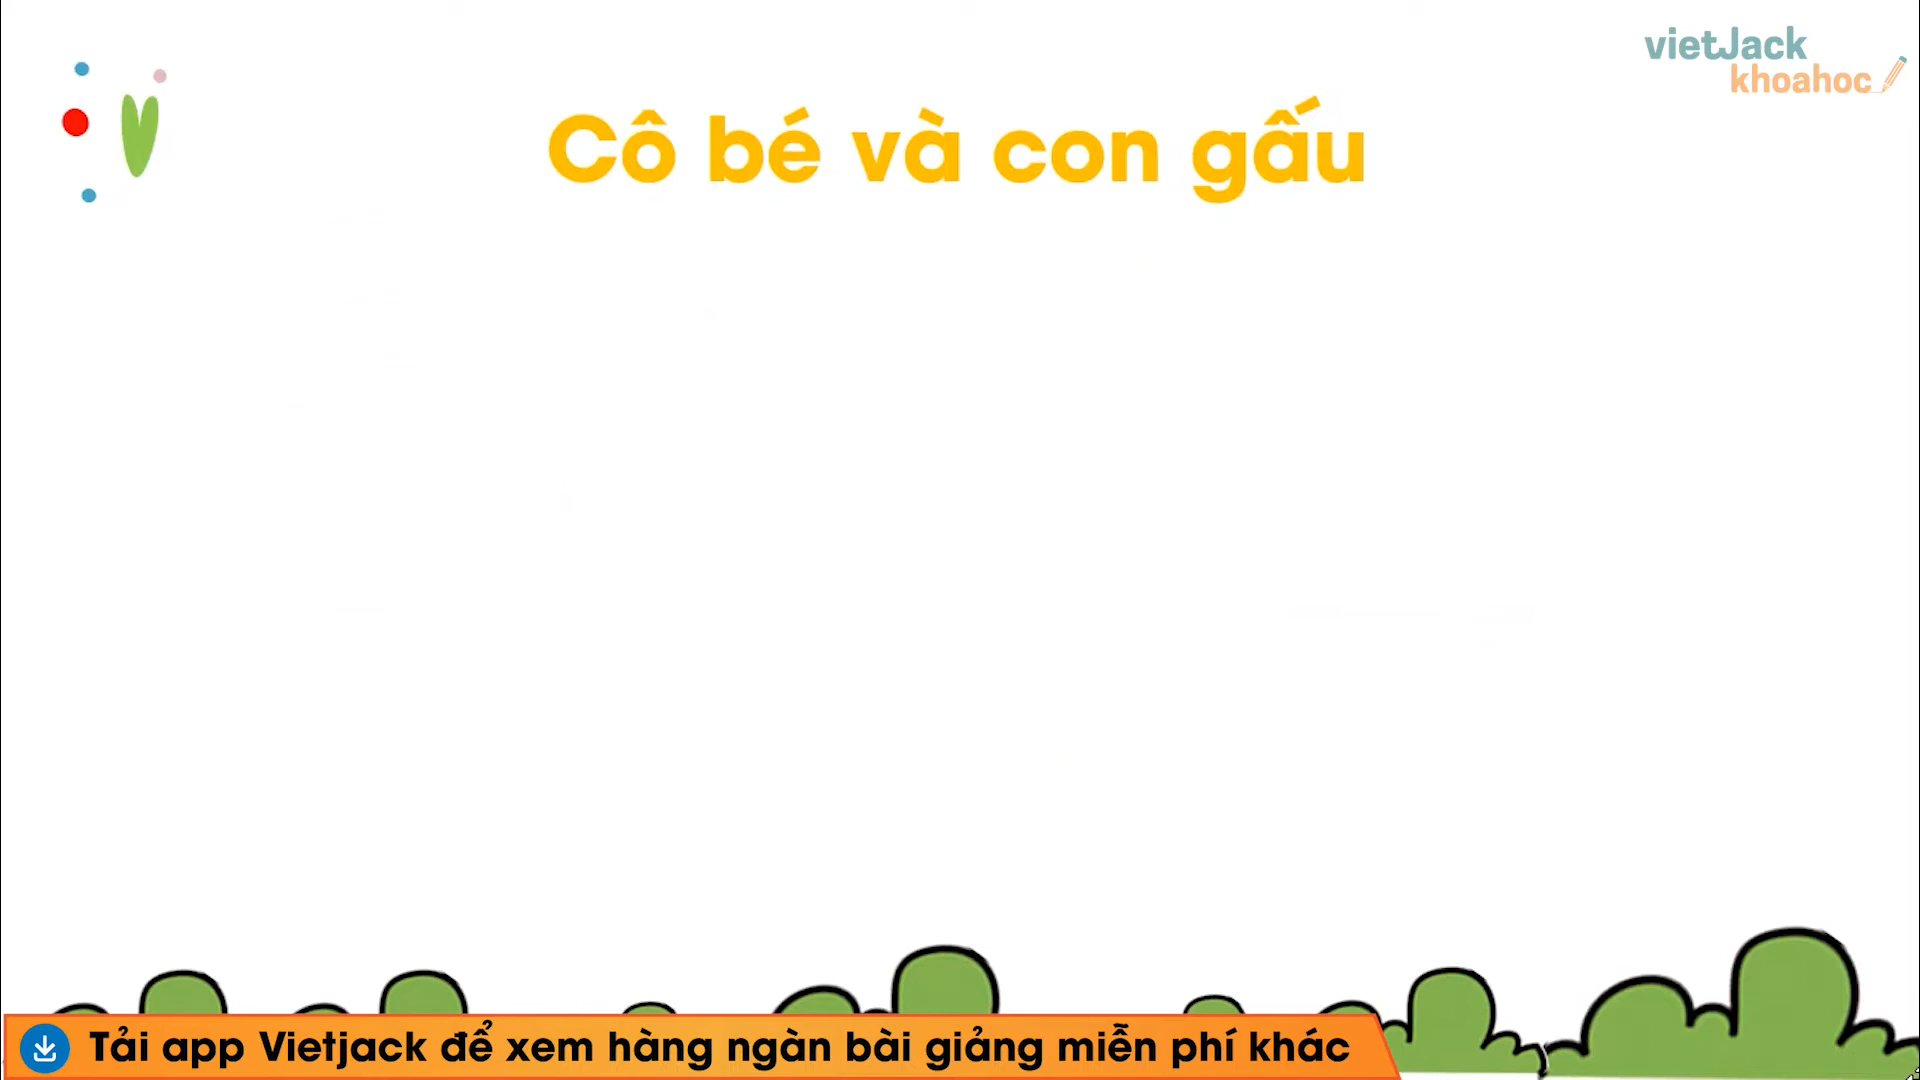 vietJack
khoahoc
Cô bé và con gấu
Tải app Vietjack để xem hàng ngàn bài giảng miễn phí khác